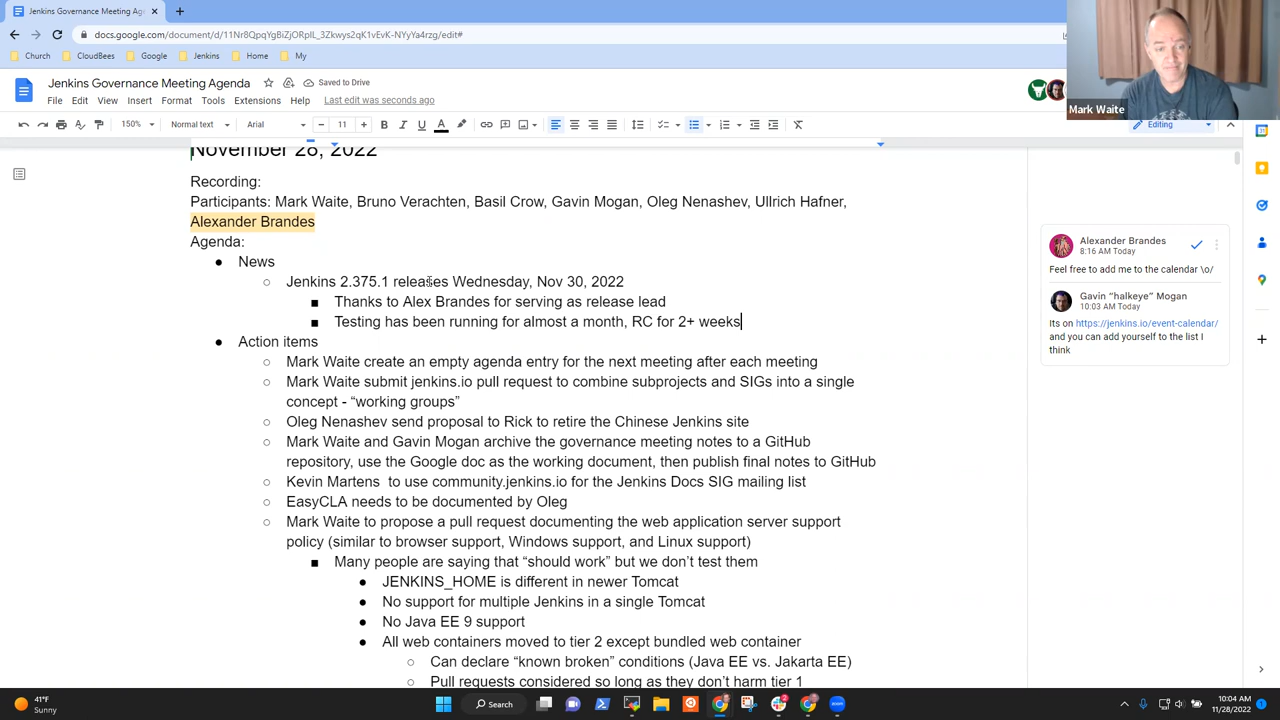 Jenkins Governance Meeting Agen
docs.google.com/document/d/11Nr8QpqYgBiZjORpIL_3Zkwys2qK1vEvK-NYyYa4rzg/edit#
Church
CloudBees
Google
Jenkins
Home
My
Jenkins Governance Meeting Agenda
Saved to Drive
File Edit View Insert Format Tools Extensions Help Last edit was seconds ago
150% Normal text Arial 11
Editing
Mark Waite
November 28, 2022
Recording:
Participants: Mark Waite, Bruno Verachten, Basil Crow, Gavin Mogan, Oleg Nenashev, Ullrich Hafner,
Alexander Brandes
Agenda:
● News
○ Jenkins 2.375.1 releases Wednesday, Nov 30, 2022
■ Thanks to Alex Brandes for serving as release lead
■ Testing has been running for almost a month, RC for 2+ weeks
● Action items
○ Mark Waite create an empty agenda entry for the next meeting after each meeting
○ Mark Waite submit jenkins.io pull request to combine subprojects and SIGs into a single
concept - “working groups”
○ Oleg Nenashev send proposal to Rick to retire the Chinese Jenkins site
○ Mark Waite and Gavin Mogan archive the governance meeting notes to a GitHub
repository, use the Google doc as the working document, then publish final notes to GitHub
○ Kevin Martens to use community.jenkins.io for the Jenkins Docs SIG mailing list
○ EasyCLA needs to be documented by Oleg
○ Mark Waite to propose a pull request documenting the web application server support
policy (similar to browser support, Windows support, and Linux support)
■ Many people are saying that “should work” but we don’t test them
● JENKINS_HOME is different in newer Tomcat
● No support for multiple Jenkins in a single Tomcat
● No Java EE 9 support
● All web containers moved to tier 2 except bundled web container
○ Can declare “known broken” conditions (Java EE vs. Jakarta EE)
○ Pull requests considered so long as they don’t harm tier 1
Alexander Brandes
8:16 AM Today
Feel free to add me to the calendar \o/
Gavin “halkeye” Mogan
10:03 AM Today
Its on https://jenkins.io/event-calendar/
and you can add yourself to the list I
think
41°F
Sunny
Search
10:04 AM
11/28/2022